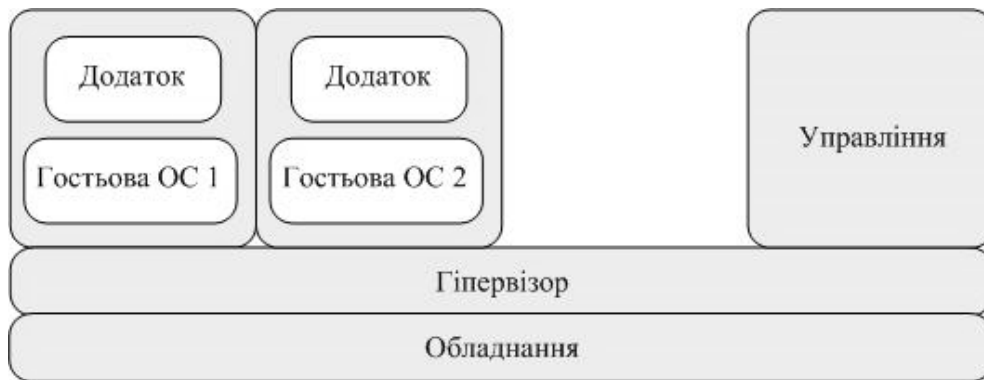 Додаток
Додаток
Гостьова ОС 1
Гостьова ОС 2
Управління
Гіпервізор
Обладнання